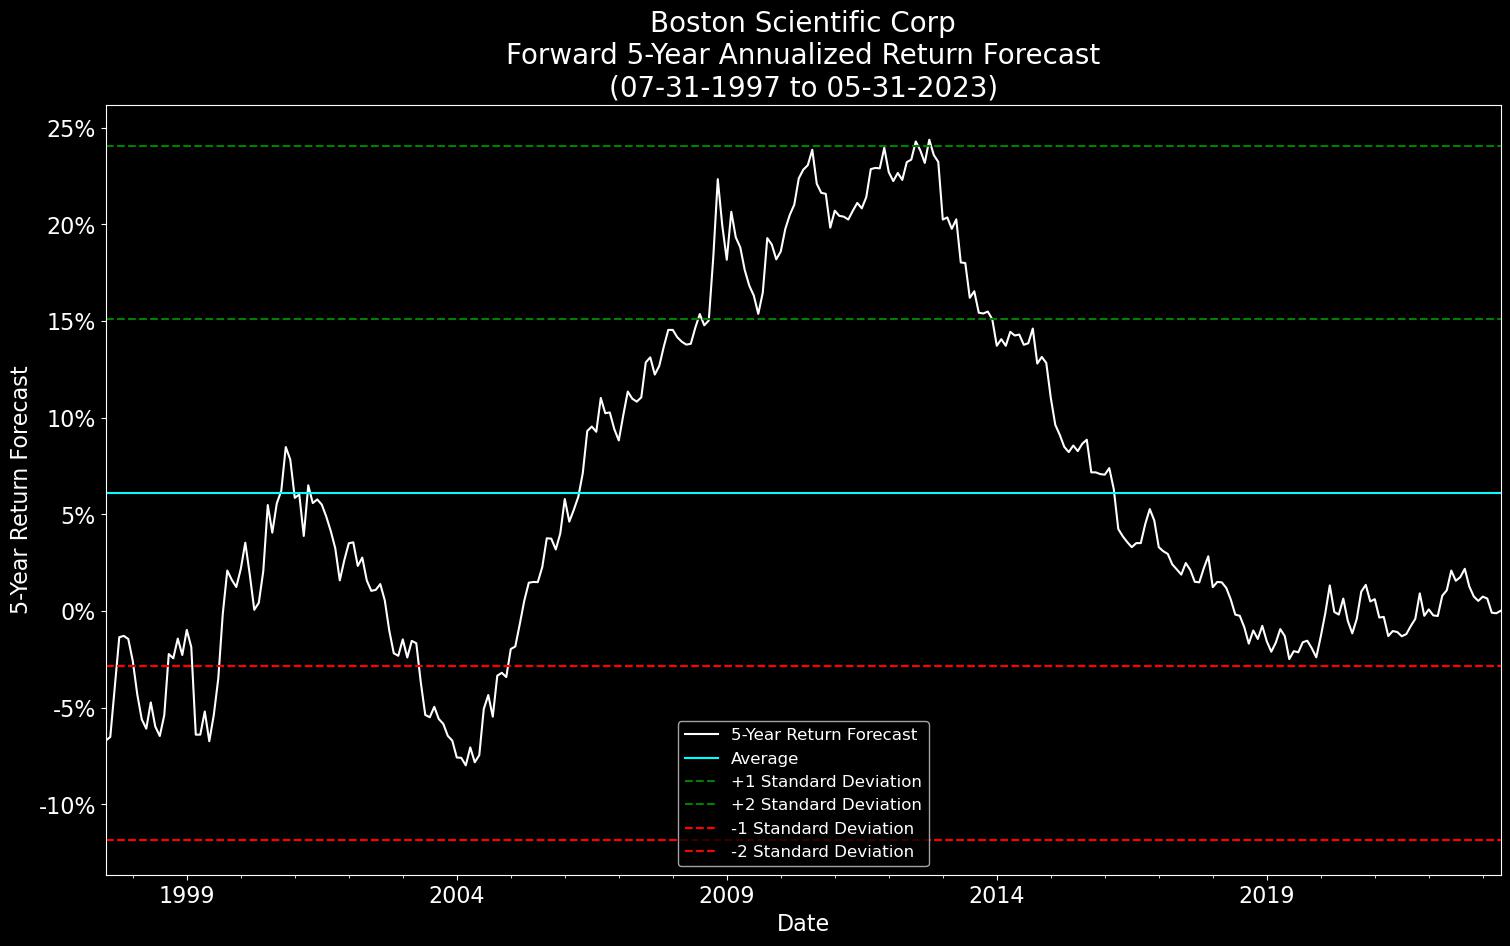 Boston Scientific Corp
Forward 5-Year Annualized Return Forecast
(07-31-1997 to 05-31-2023)
5-Year Return Forecast
25%
20%
15%
10%
5%
0%
-5%
-10%
5-Year Return Forecast
Average
+1 Standard Deviation
+2 Standard Deviation
-1 Standard Deviation
-2 Standard Deviation
1999 2004 2009 2014 2019
Date